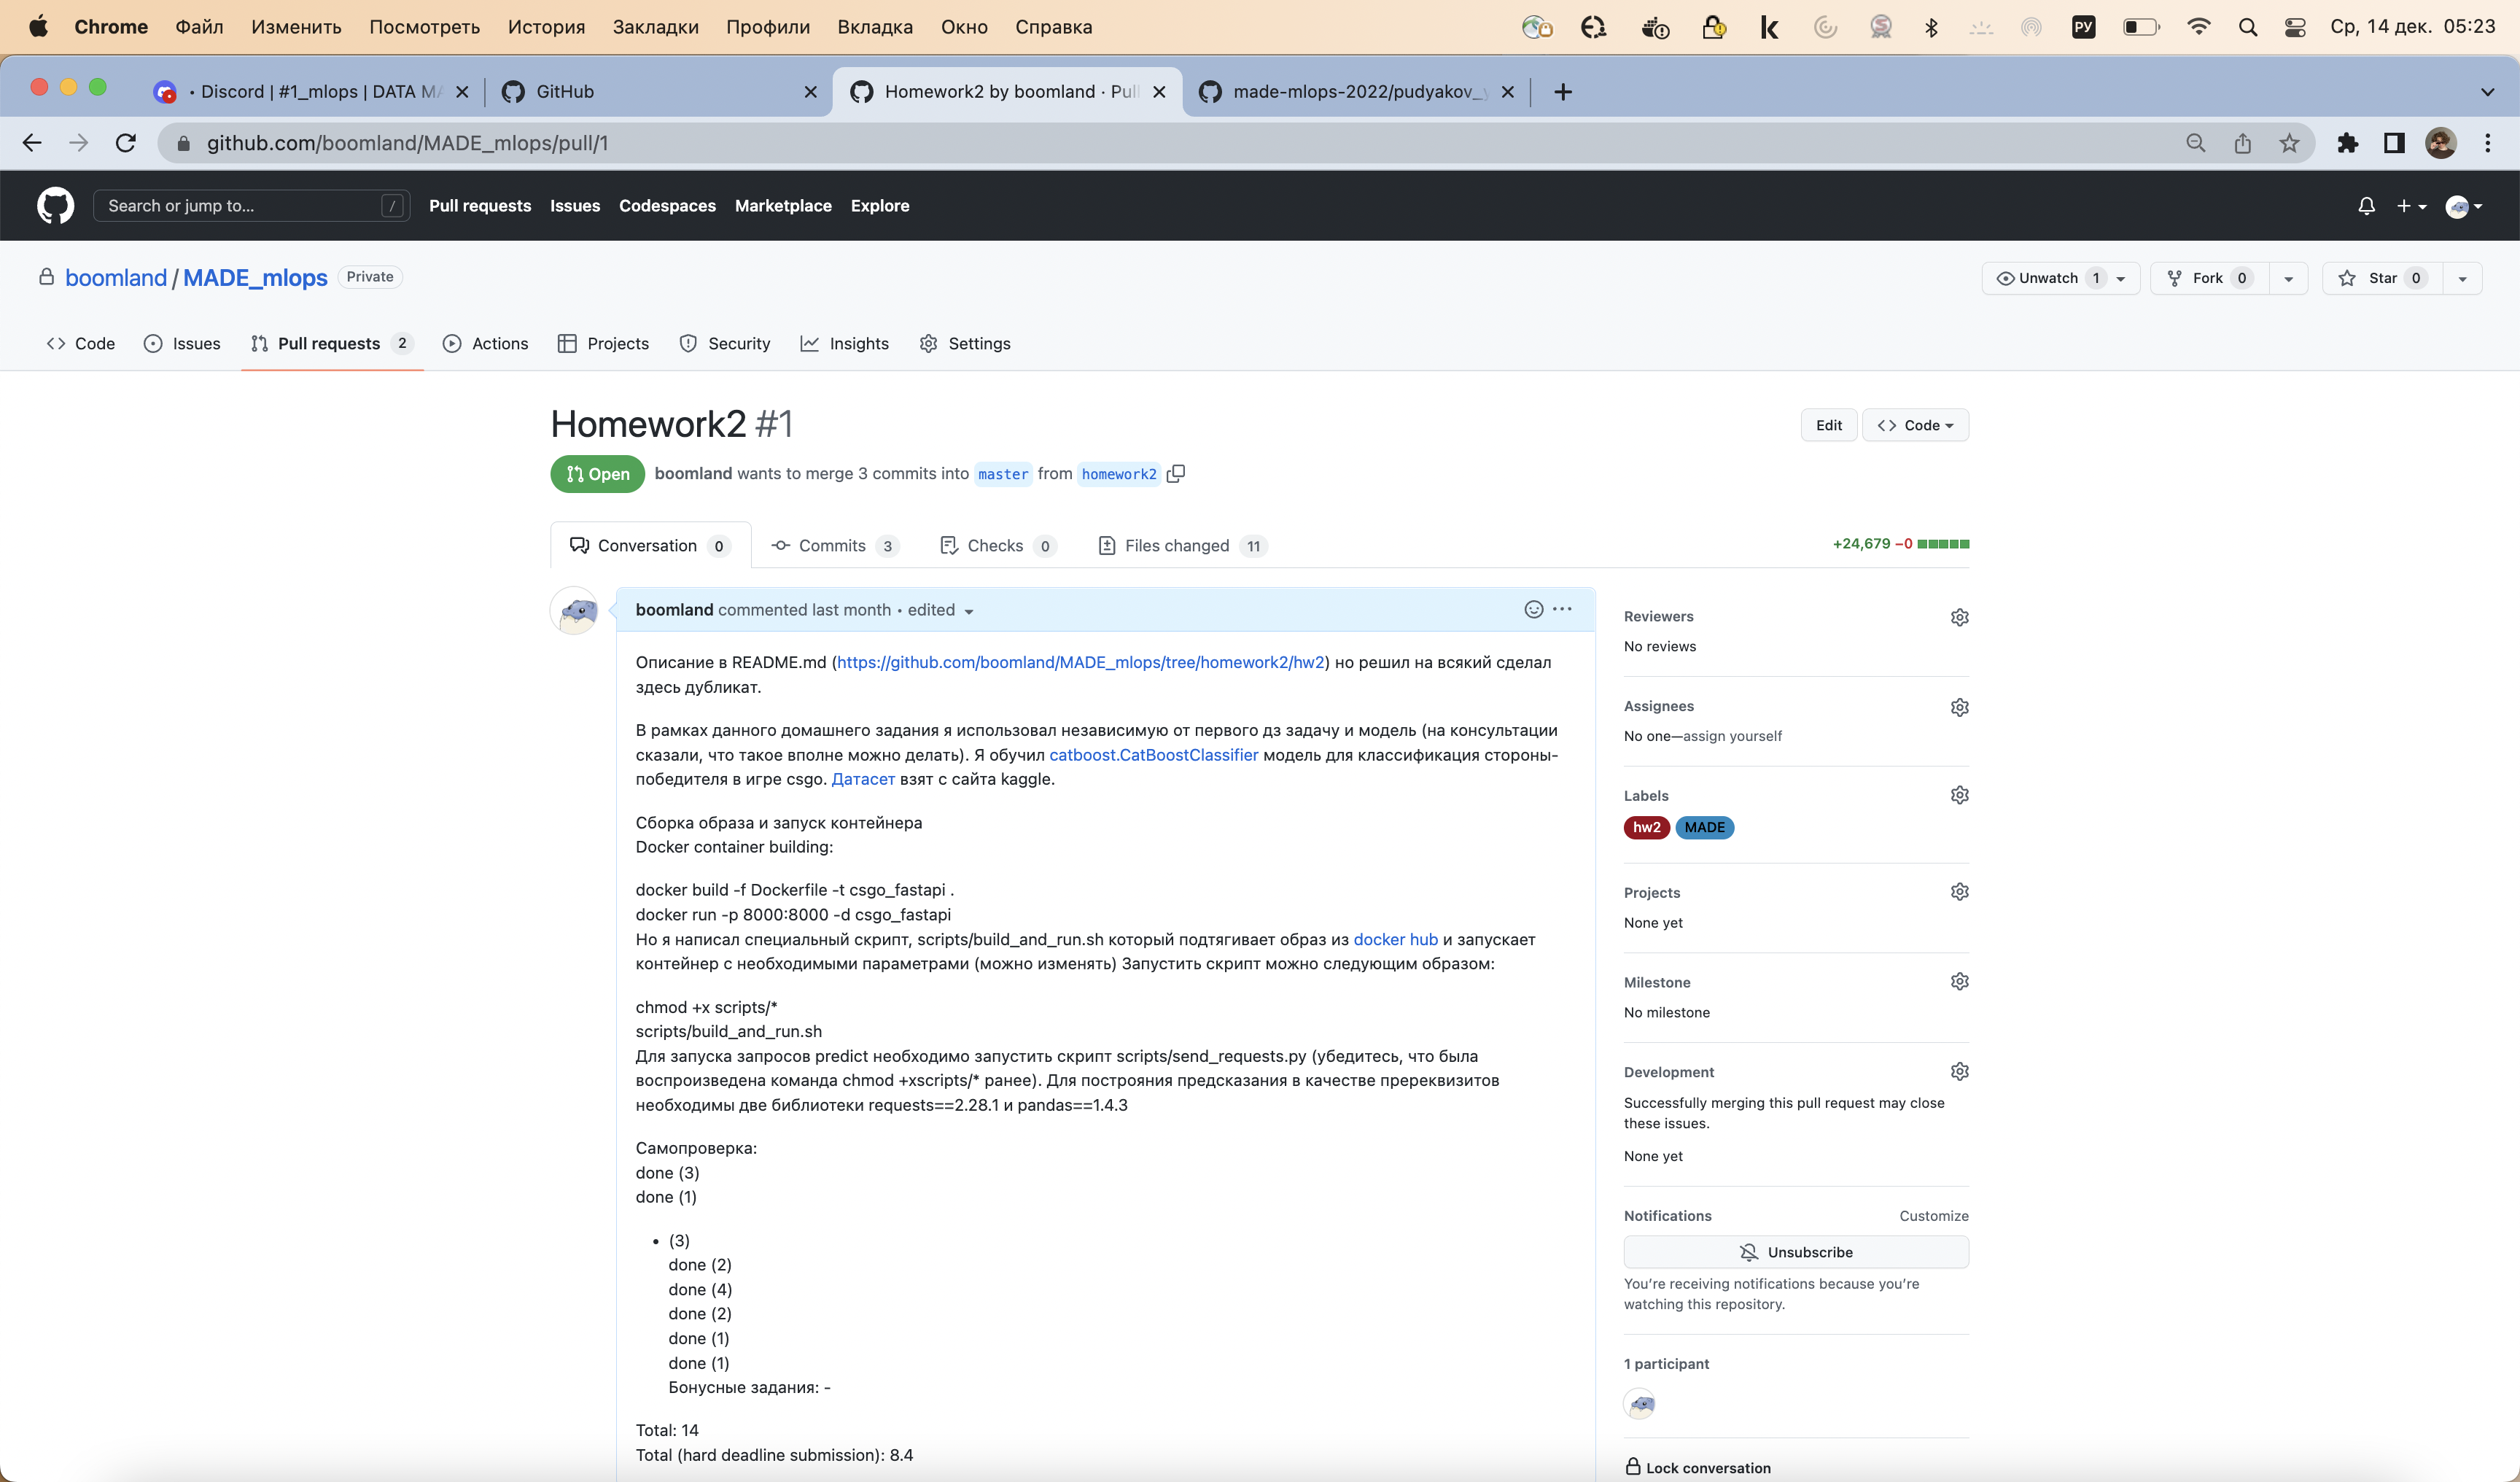 Chrome Файл Изменить Посмотреть История Закладки Профили Вкладка Окно Справка РУ Ср, 14 дек. 05:23
• Discord | #1_mlops | DATA MA GitHub Homework2 by boomland · Pull made-mlops-2022/pudyakov_y
github.com/boomland/MADE_mlops/pull/1
Search or jump to... / Pull requests Issues Codespaces Marketplace Explore
boomland / MADE_mlops Private Unwatch 1 Fork 0 Star 0
Code Issues Pull requests 2 Actions Projects Security Insights Settings
Homework2 #1 Edit Code
Open boomland wants to merge 3 commits into master from homework2
Conversation 0 Commits 3 Checks 0 Files changed 11 +24,679 −0
boomland commented last month • edited
Описание в README.md (https://github.com/boomland/MADE_mlops/tree/homework2/hw2) но решил на всякий сделал
здесь дубликат.
В рамках данного домашнего задания я использовал независимую от первого дз задачу и модель (на консультации
сказали, что такое вполне можно делать). Я обучил catboost.CatBoostClassifier модель для классификация стороны-
победителя в игре csgo. Датасет взят с сайта kaggle.
Сборка образа и запуск контейнера
Docker container building:
docker build -f Dockerfile -t csgo_fastapi .
docker run -p 8000:8000 -d csgo_fastapi
Но я написал специальный скрипт, scripts/build_and_run.sh который подтягивает образ из docker hub и запускает
контейнер с необходимыми параметрами (можно изменять) Запустить скрипт можно следующим образом:
chmod +x scripts/*
scripts/build_and_run.sh
Для запуска запросов predict необходимо запустить скрипт scripts/send_requests.py (убедитесь, что была
воспроизведена команда chmod +xscripts/* ранее). Для построяния предсказания в качестве пререквизитов
необходимы две библиотеки requests==2.28.1 и pandas==1.4.3
Самопроверка:
done (3)
done (1)
• (3)
done (2)
done (4)
done (2)
done (1)
done (1)
Бонусные задания: -
Total: 14
Total (hard deadline submission): 8.4
Reviewers
No reviews
Assignees
No one—assign yourself
Labels
hw2 MADE
Projects
None yet
Milestone
No milestone
Development
Successfully merging this pull request may close
these issues.
None yet
Notifications Customize
Unsubscribe
You’re receiving notifications because you’re
watching this repository.
1 participant
Lock conversation